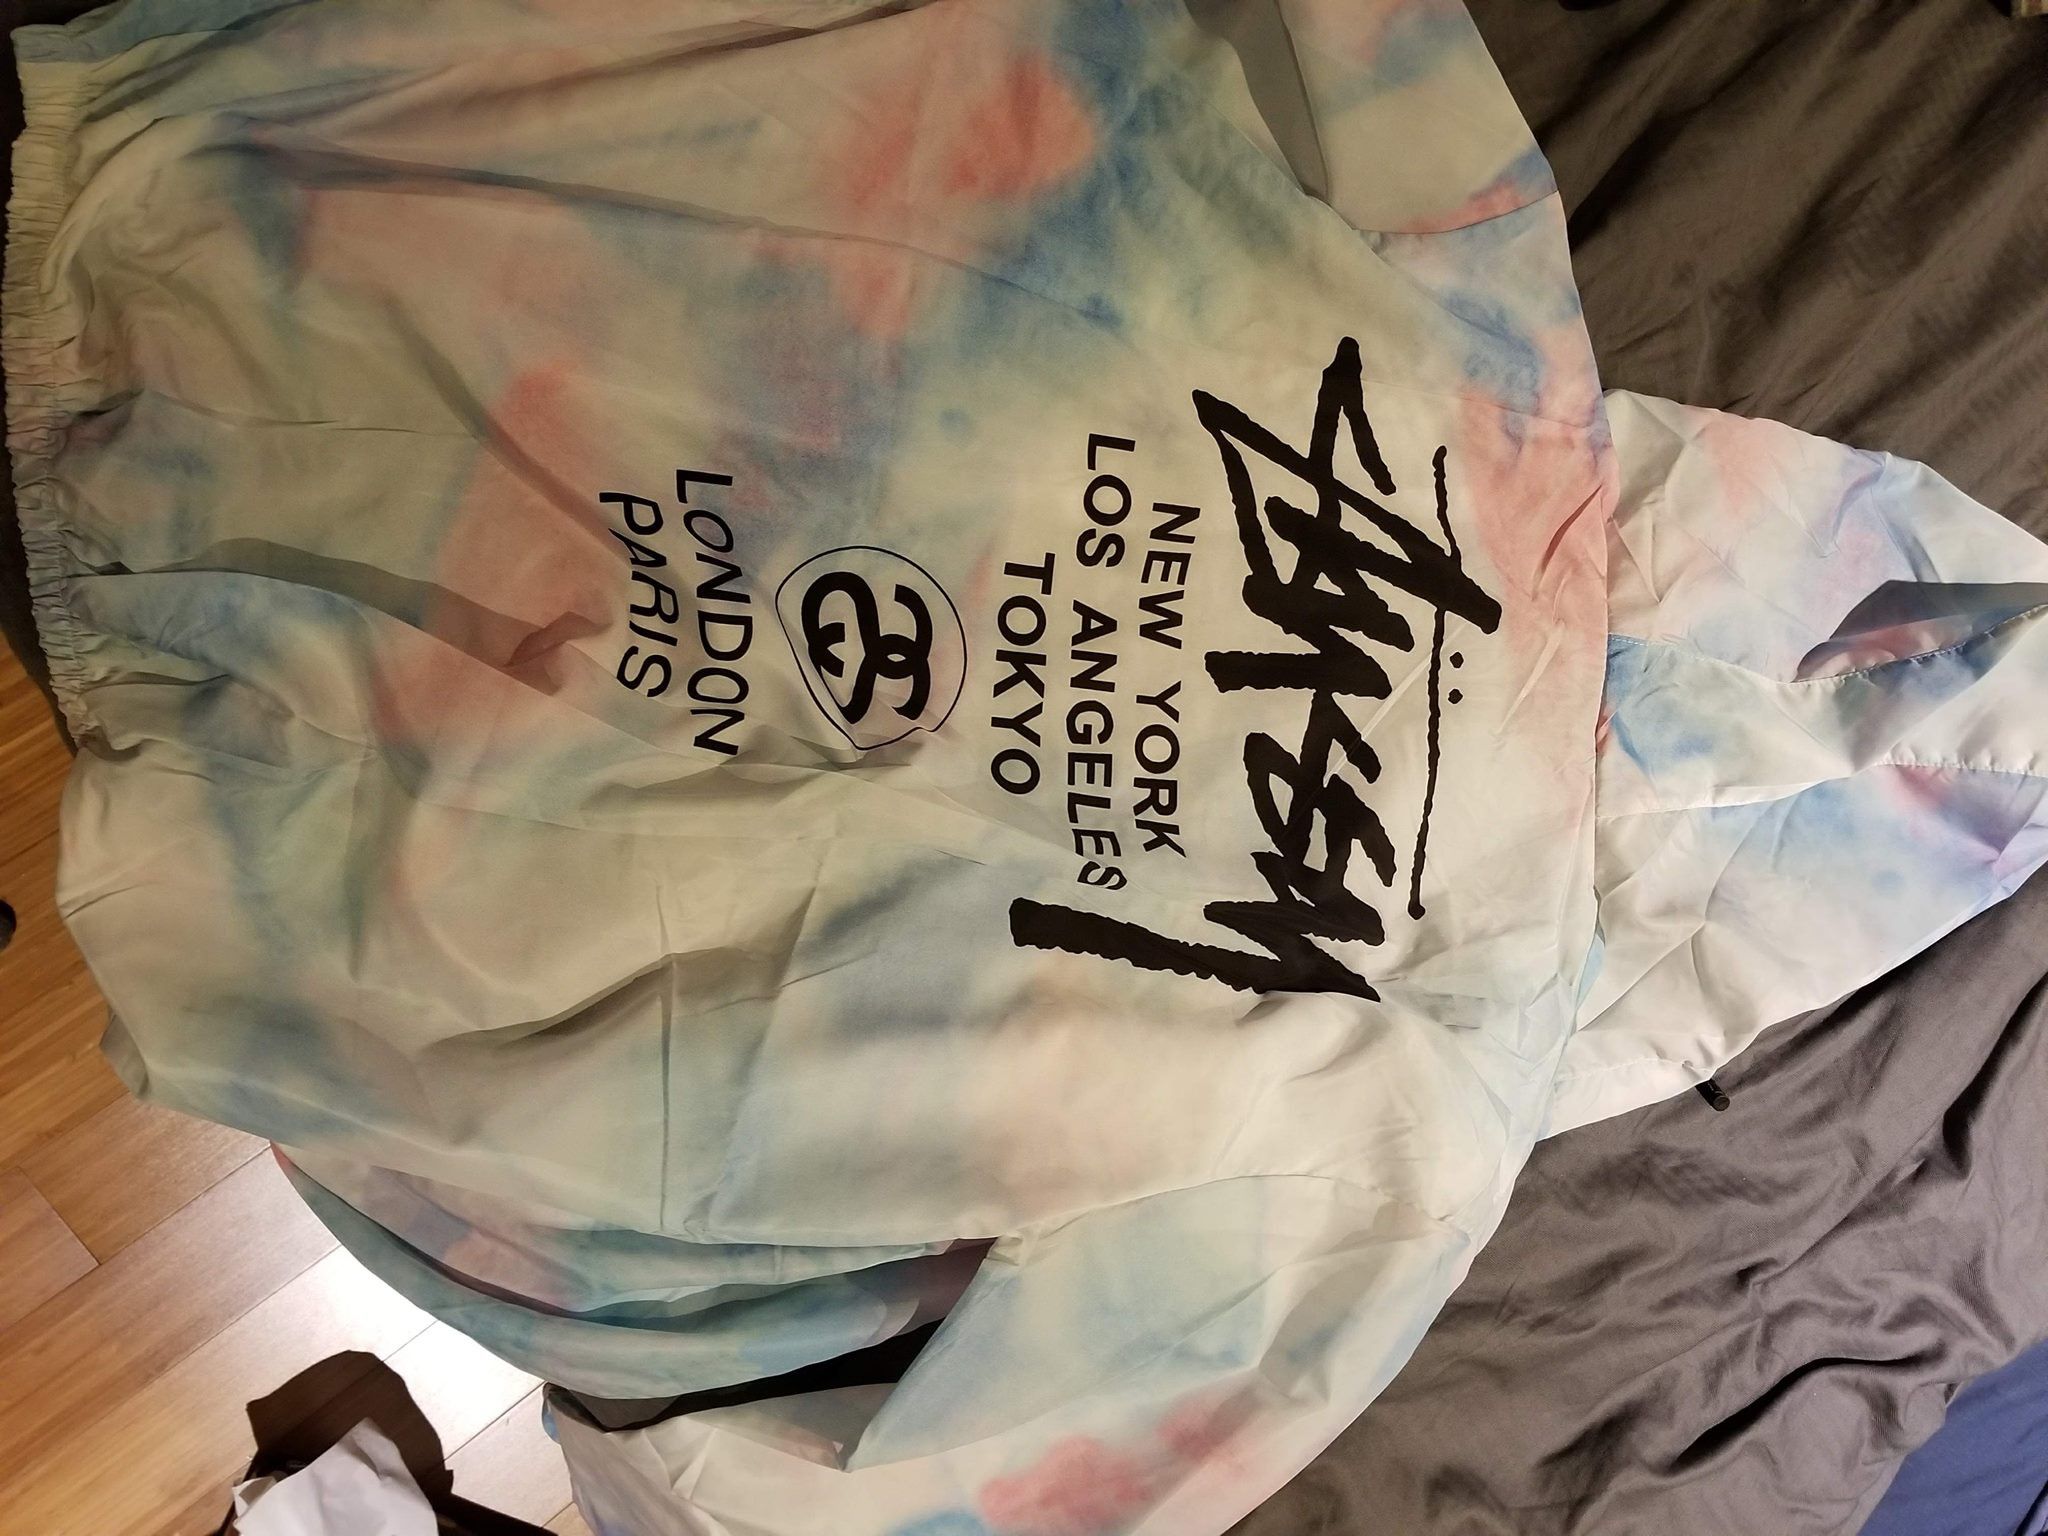 Stüssy
NEW YORK
LOS ANGELES
TOKYO
LONDON
PARIS